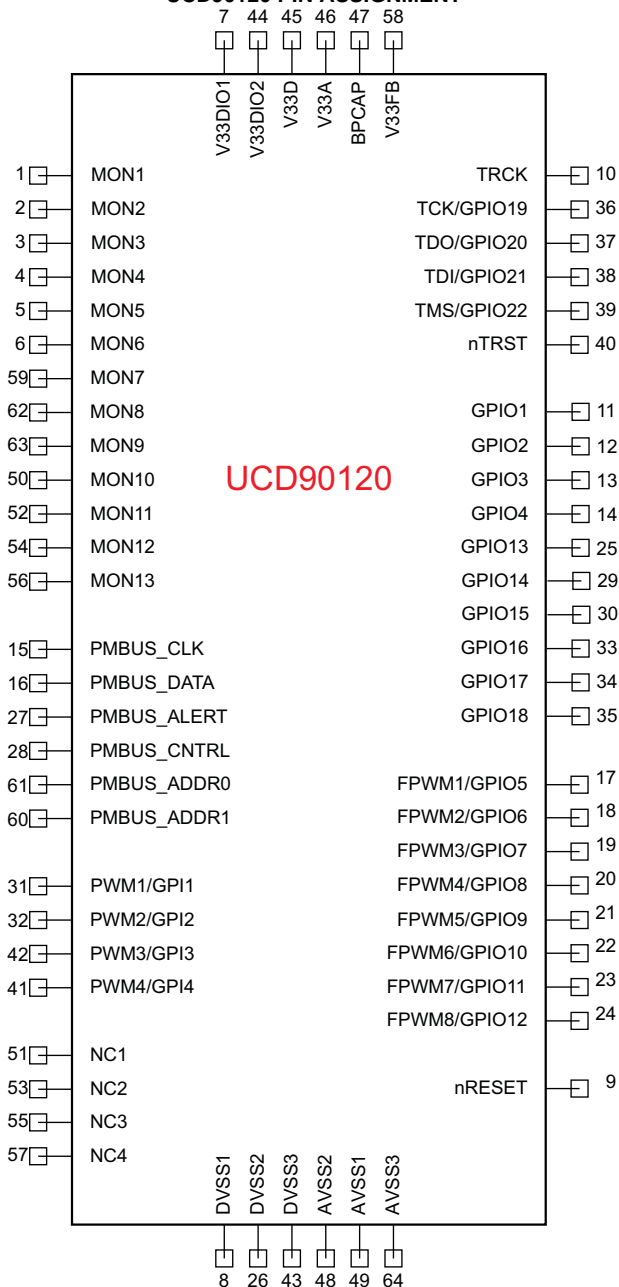 UCD90120 PIN ASSIGNMENT
7 44 45 46 47 58
V33DIO1
V33DIO2
V33D
V33A
BPCAP
V33FB
1 MON1 TRCK 10
2 MON2 TCK/GPIO19 36
3 MON3 TDO/GPIO20 37
4 MON4 TDI/GPIO21 38
5 MON5 TMS/GPIO22 39
6 MON6 nTRST 40
59 MON7
62 MON8 GPIO1 11
63 MON9 GPIO2 12
50 MON10 UCD90120 GPIO3 13
52 MON11 GPIO4 14
54 MON12 GPIO13 25
56 MON13 GPIO14 29
GPIO15 30
15 PMBUS_CLK GPIO16 33
16 PMBUS_DATA GPIO17 34
27 PMBUS_ALERT GPIO18 35
28 PMBUS_CNTRL
61 PMBUS_ADDR0 FPWM1/GPIO5 17
60 PMBUS_ADDR1 FPWM2/GPIO6 18
FPWM3/GPIO7 19
31 PWM1/GPI1 FPWM4/GPIO8 20
32 PWM2/GPI2 FPWM5/GPIO9 21
42 PWM3/GPI3 FPWM6/GPIO10 22
41 PWM4/GPI4 FPWM7/GPIO11 23
FPWM8/GPIO12 24
51 NC1
53 NC2 nRESET 9
55 NC3
57 NC4
DVSS1
DVSS2
DVSS3
AVSS2
AVSS1
AVSS3
8 26 43 48 49 64